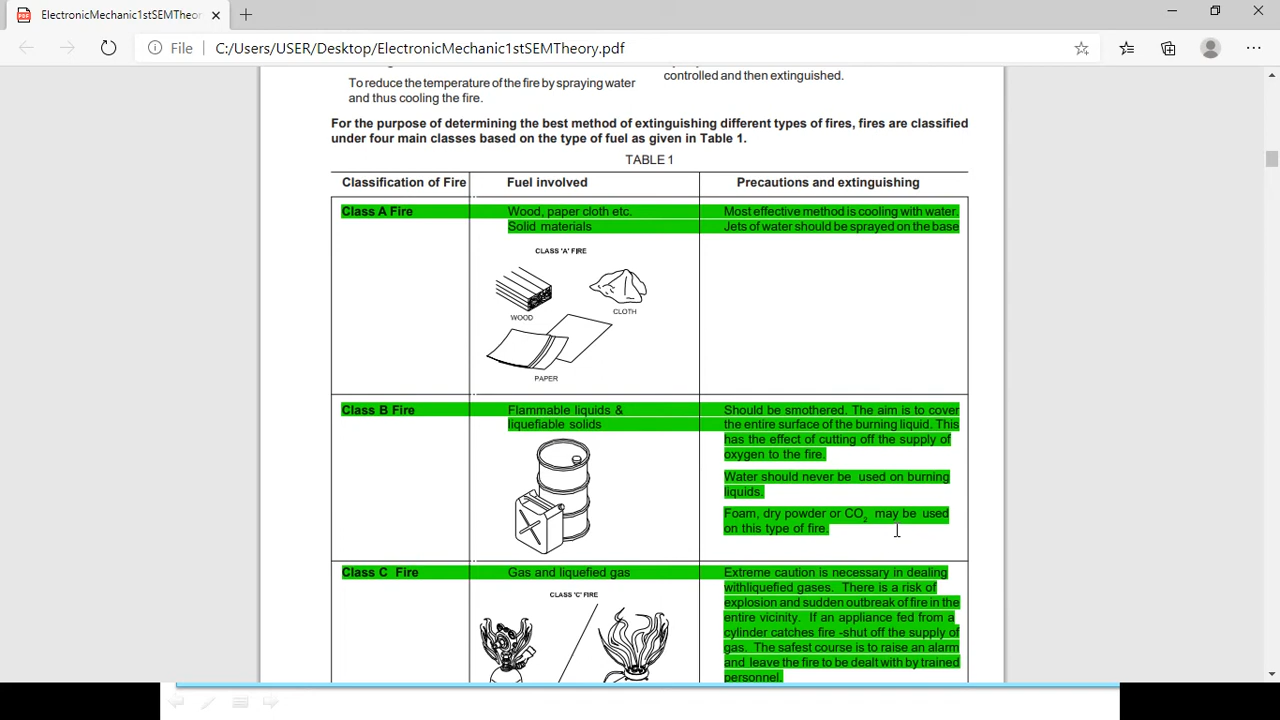 ElectronicMechanic1stSEMTheory
File C:/Users/USER/Desktop/ElectronicMechanic1stSEMTheory.pdf
To reduce the temperature of the fire by spraying water
and thus cooling the fire.
controlled and then extinguished.
For the purpose of determining the best method of extinguishing different types of fires, fires are classified
under four main classes based on the type of fuel as given in Table 1.
TABLE 1
Classification of Fire Fuel involved Precautions and extinguishing
Class A Fire Wood, paper cloth etc. Most effective method is cooling with water.
Solid materials Jets of water should be sprayed on the base
CLASS 'A' FIRE
WOOD
CLOTH
PAPER
Class B Fire Flammable liquids & Should be smothered. The aim is to cover
liquefiable solids the entire surface of the burning liquid. This
has the effect of cutting off the supply of
oxygen to the fire.
Water should never be used on burning
liquids.
Foam, dry powder or CO2 may be used
on this type of fire.
Class C Fire Gas and liquefied gas Extreme caution is necessary in dealing
CLASS 'C' FIRE
withliquefied gases. There is a risk of
explosion and sudden outbreak of fire in the
entire vicinity. If an appliance fed from a
cylinder catches fire -shut off the supply of
gas. The safest course is to raise an alarm
and leave the fire to be dealt with by trained
personnel.